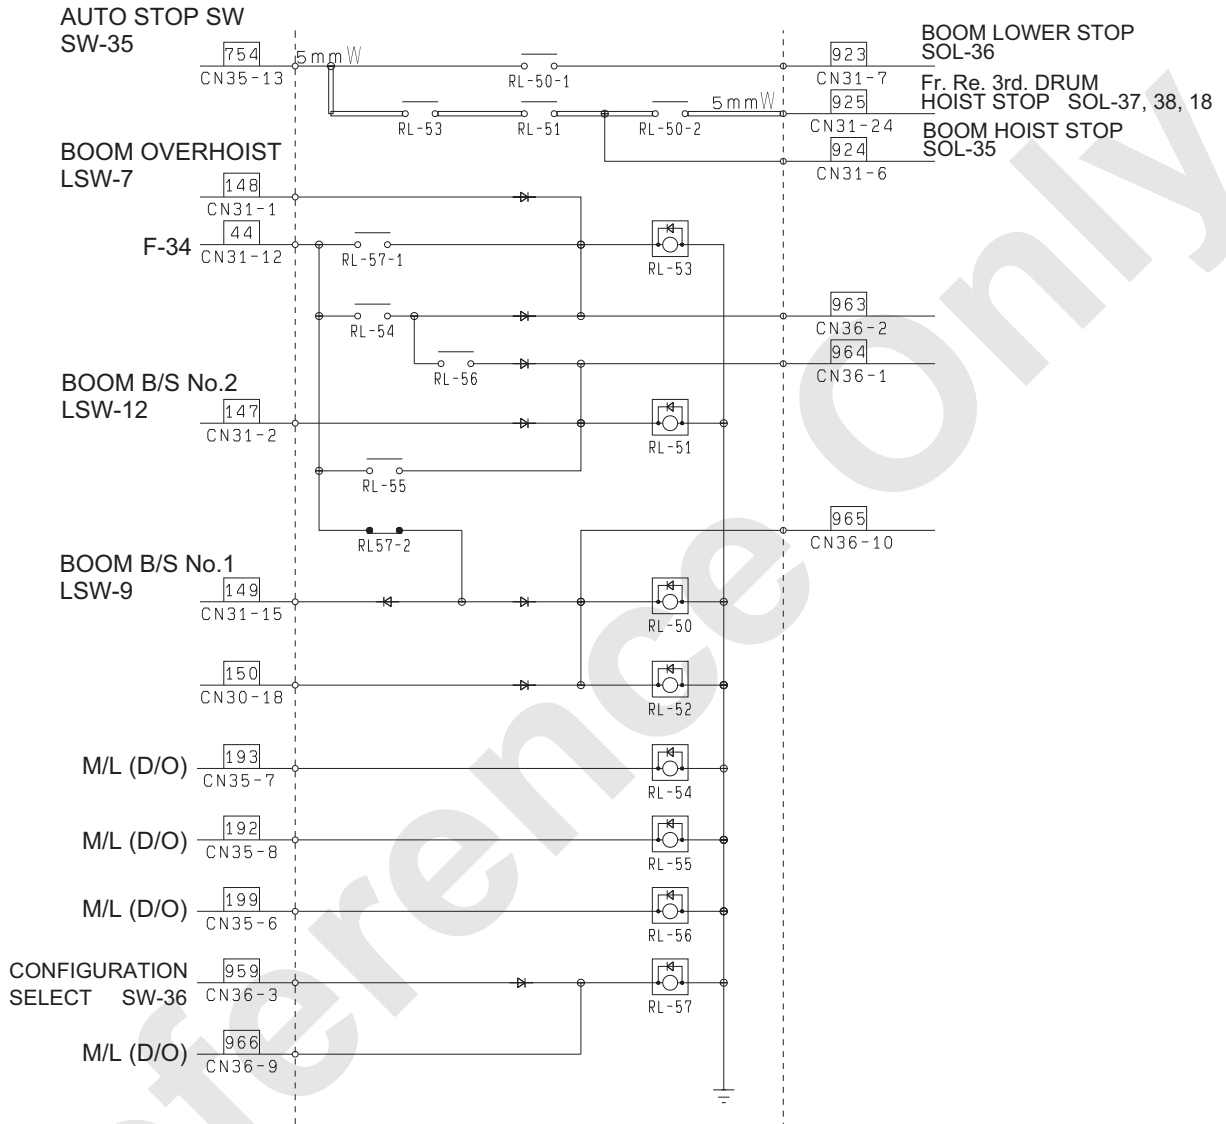 AUTO STOP SW
SW-35
754
CN35-13
5mmW
RL-50-1
923
CN31-7
BOOM LOWER STOP
SOL-36
RL-53
RL-51
RL-50-2
5mmW
925
CN31-24
Fr. Re. 3rd. DRUM
HOIST STOP SOL-37, 38, 18
924
CN31-6
BOOM HOIST STOP
SOL-35
BOOM OVERHOIST
LSW-7
148
CN31-1
F-34
44
CN31-12
RL-57-1
RL-53
RL-54
963
CN36-2
RL-56
964
CN36-1
BOOM B/S No.2
LSW-12
147
CN31-2
RL-51
RL-55
RL57-2
965
CN36-10
BOOM B/S No.1
LSW-9
149
CN31-15
RL-50
150
CN30-18
RL-52
M/L (D/O)
193
CN35-7
RL-54
M/L (D/O)
192
CN35-8
RL-55
M/L (D/O)
199
CN35-6
RL-56
CONFIGURATION
SELECT SW-36
959
CN36-3
RL-57
M/L (D/O)
966
CN36-9
eference Only